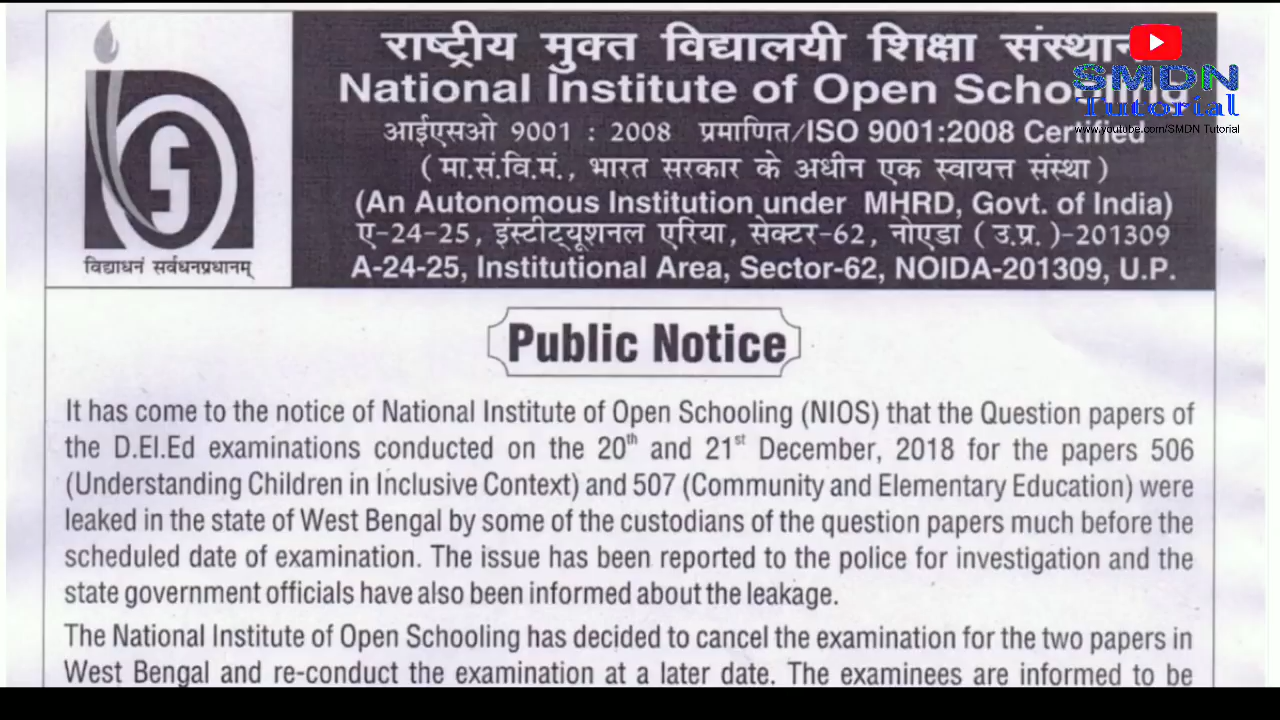 राष्ट्रीय मुक्त विद्यालयी शिक्षा संस्थान
National Institute of Open Schooling
SMDN
Tutorial
www.youtube.com/SMDN Tutorial
आईएसओ 9001 : 2008 प्रमाणित/ISO 9001:2008 Certified
(मा.सं.वि.मं., भारत सरकार के अधीन एक स्वायत्त संस्था)
(An Autonomous Institution under MHRD, Govt. of India)
ए-24-25, इंस्टीट्यूशनल एरिया, सेक्टर-62, नोएडा (उ.प्र.)-201309
A-24-25, Institutional Area, Sector-62, NOIDA-201309, U.P.
विद्याधनं सर्वधनप्रधानम्
Public Notice
It has come to the notice of National Institute of Open Schooling (NIOS) that the Question papers of
the D.El.Ed examinations conducted on the 20th and 21st December, 2018 for the papers 506
(Understanding Children in Inclusive Context) and 507 (Community and Elementary Education) were
leaked in the state of West Bengal by some of the custodians of the question papers much before the
scheduled date of examination. The issue has been reported to the police for investigation and the
state government officials have also been informed about the leakage.
The National Institute of Open Schooling has decided to cancel the examination for the two papers in
West Bengal and re-conduct the examination at a later date. The examinees are informed to be